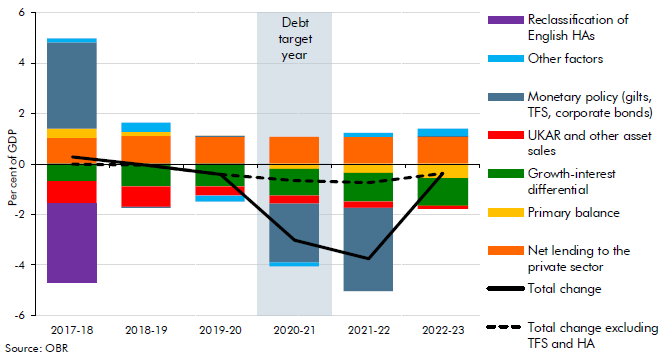 6
4
2
0
-2
-4
-6
Percent of GDP
Debt
target
year
2017-18
2018-19
2019-20
2020-21
2021-22
2022-23
Source: OBR
Reclassification of
English HAs
Other factors
Monetary policy (gilts,
TFS, corporate bonds)
UKAR and other asset
sales
Growth-interest
differential
Primary balance
Net lending to the
private sector
Total change
Total change excluding
TFS and HA